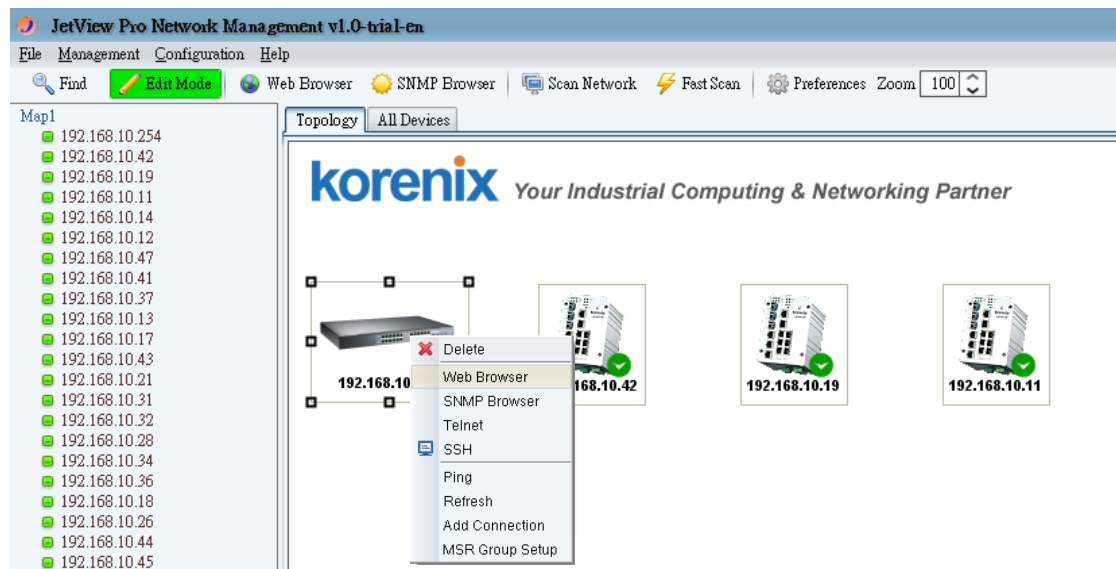 JetView Pro Network Management v1.0-trial-en
File Management Configuration Help
Find Edit Mode Web Browser SNMP Browser Scan Network Fast Scan Preferences Zoom 100
Map1
192.168.10.254
192.168.10.42
192.168.10.19
192.168.10.11
192.168.10.14
192.168.10.12
192.168.10.47
192.168.10.41
192.168.10.37
192.168.10.13
192.168.10.17
192.168.10.43
192.168.10.21
192.168.10.31
192.168.10.32
192.168.10.28
192.168.10.34
192.168.10.36
192.168.10.18
192.168.10.26
192.168.10.44
192.168.10.45
Topology All Devices
korenix Your Industrial Computing & Networking Partner
192.168.10
168.10.42
192.168.10.19
192.168.10.11
Delete
Web Browser
SNMP Browser
Telnet
SSH
Ping
Refresh
Add Connection
MSR Group Setup